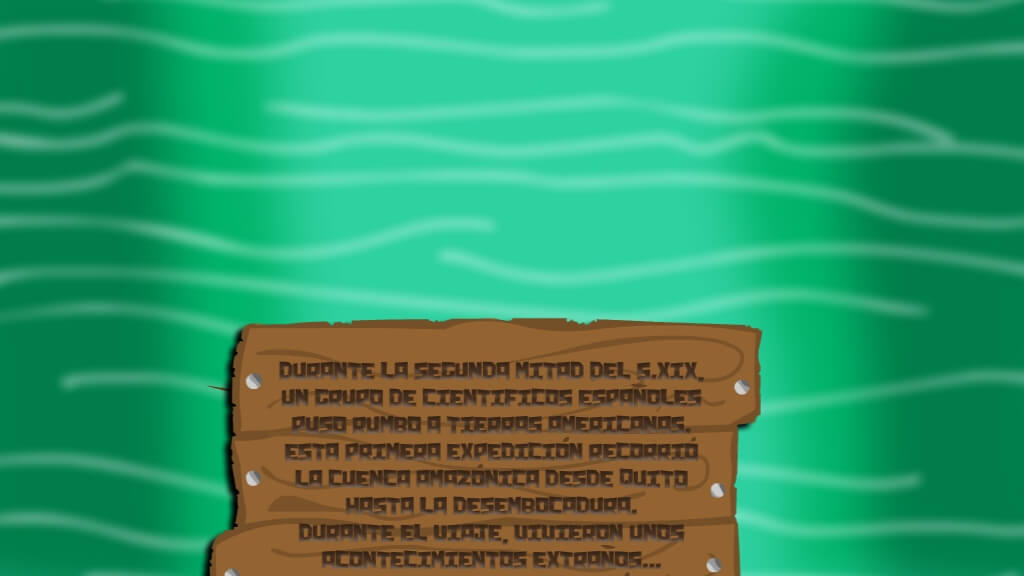 DURANTE LA SEGUNDA MITAD DEL S.XIX,
UN GRUPO DE CIENTIFICOS ESPAÑOLES
PUSO RUMBO A TIERRAS AMERICANAS.
ESTA PRIMERA EXPEDICIÓN RECORRIÓ
LA CUENCA AMAZÓNICA DESDE QUITO
HASTA LA DESEMBOCADURA.
DURANTE EL VIAJE, VIVIERON UNOS
ACONTECIMIENTOS EXTRAÑOS...